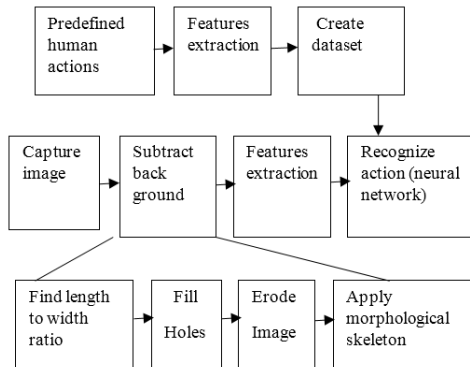 Predefined
human
actions
Features
extraction
Create
dataset
Capture
image
Subtract
back
ground
Features
extraction
Recognize
action (neural
network)
Find length
to width
ratio
Fill
Holes
Erode
Image
Apply
morphological
skeleton